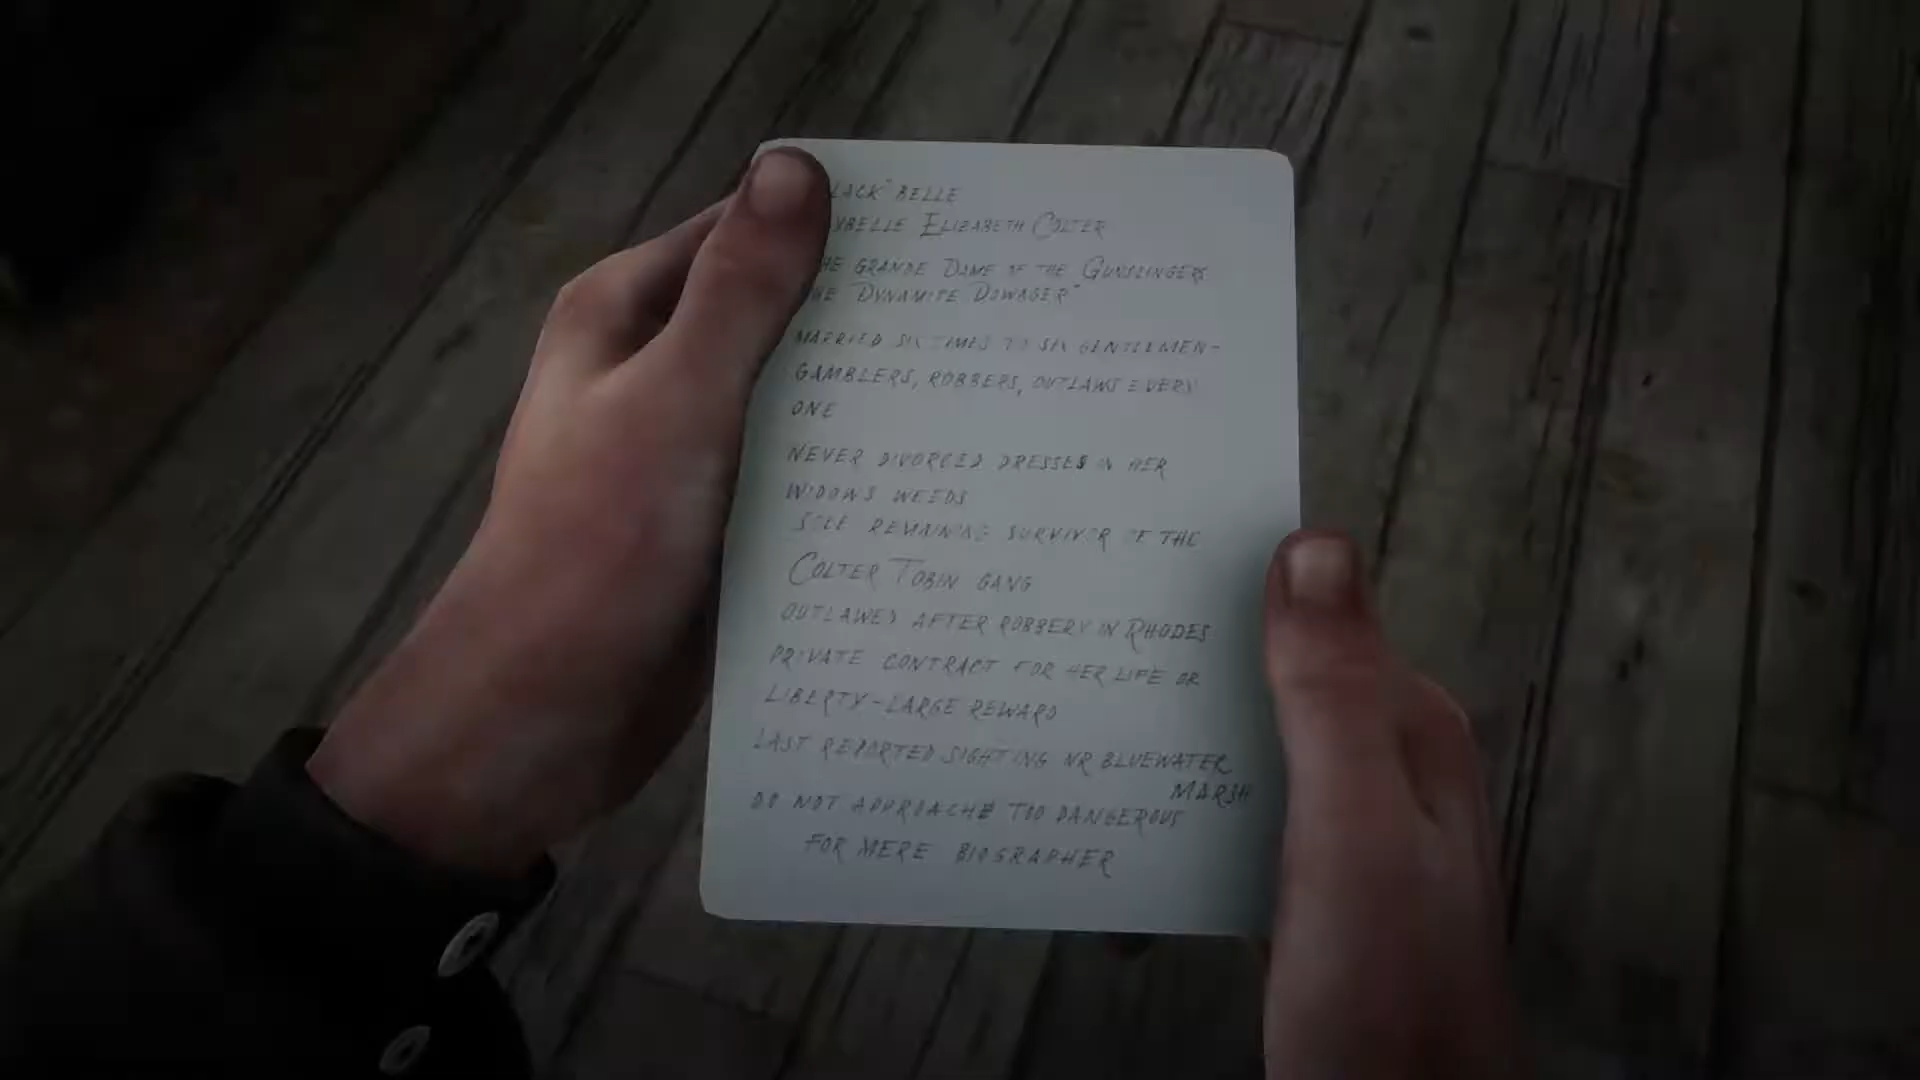 LACK" BELLE
YBELLE ELIZABETH COLTER
HE GRANDE DAME OF THE GUNSLINGERS
HE "DYNAMITE DOWAGER"
MARRIED SIX TIMES TO SIX GENTLEMEN-
GAMBLERS, ROBBERS, OUTLAWS EVERY
ONE
NEVER DIVORCED DRESSES IN HER
WIDOWS WEEDS
SOLE REMAINING SURVIVOR OF THE
COLTER TOBIN GANG
OUTLAWED AFTER ROBBERY IN RHODES
PRIVATE CONTRACT FOR HER LIFE OR
LIBERTY-LARGE REWARD
LAST REPORTED SIGHTING NR BLUEWATER
MARSH
DO NOT APPROACH TOO DANGEROUS
FOR MERE BIOGRAPHER